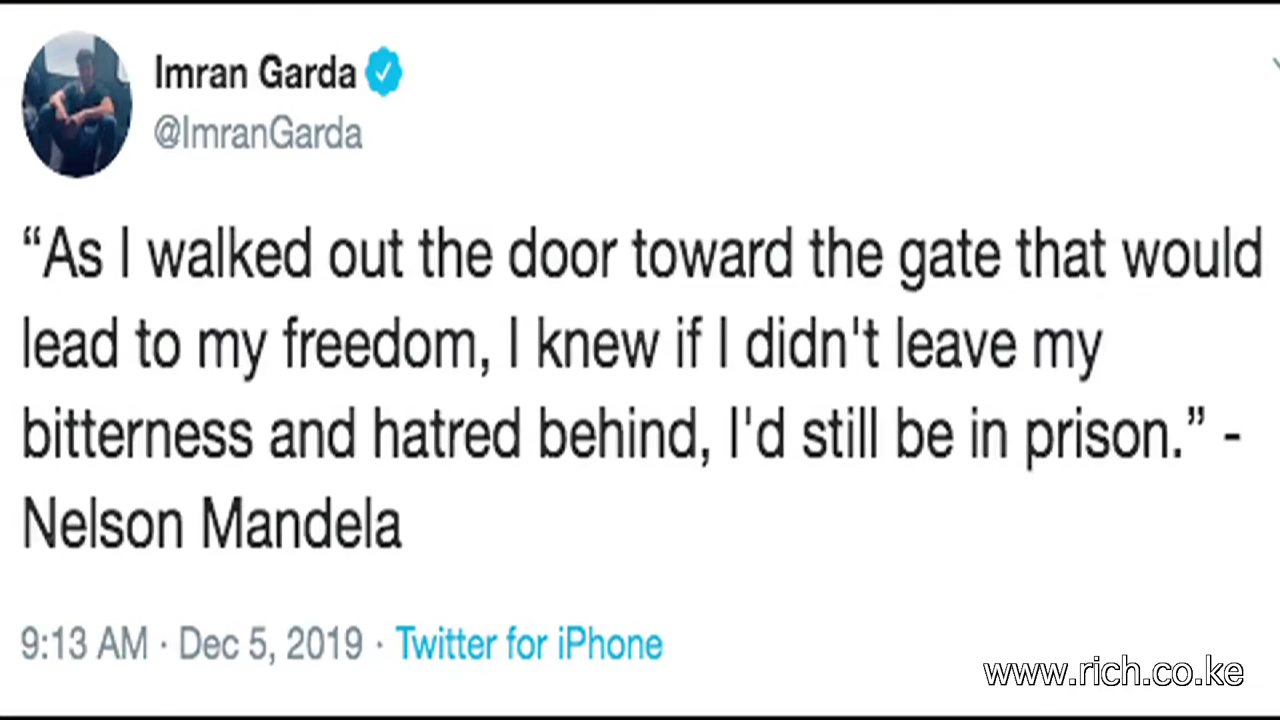 Imran Garda
@ImranGarda
“As I walked out the door toward the gate that would
lead to my freedom, I knew if I didn't leave my
bitterness and hatred behind, I'd still be in prison.” -
Nelson Mandela
9:13 AM · Dec 5, 2019 · Twitter for iPhone
www.rich.co.ke